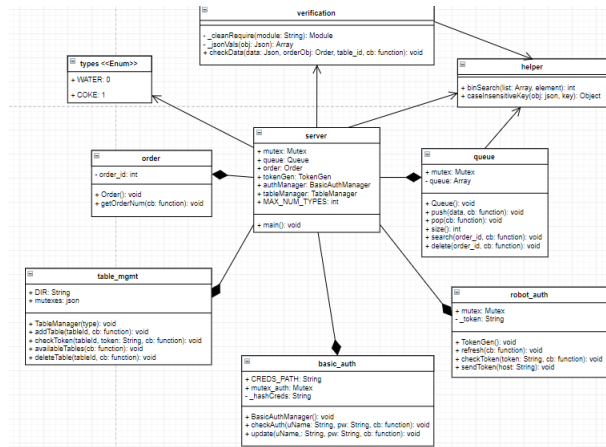 verification
- _cleanRequire(module: String): Module
- _jsonVals(obj: Json): Array
+ checkData(data: Json, orderObj: Order, table_id, cb: function): void
types <<Enum>>
+ WATER: 0
+ COKE: 1
helper
+ binSearch(list: Array, element): int
+ caseInsensitiveKey(obj: json, key): Object
server
+ mutex: Mutex
+ queue: Queue
+ order: Order
+ tokenGen: TokenGen
+ authManager: BasicAuthManager
+ tableManager: TableManager
+ MAX_NUM_TYPES: int
+ main(): void
order
- order_id: int
+ Order(): void
+ getOrderNum(cb: function): void
queue
+ mutex: Mutex
- queue: Array
+ Queue(): void
+ push(data, cb: function): void
+ pop(cb: function): void
+ size(): int
+ search(order_id, cb: function): void
+ delete(order_id, cb: function): void
table_mgmt
+ DIR: String
+ mutexes: json
+ TableManager(type): void
+ addTable(tableId, cb: function): void
+ checkToken(tableId, token: String, cb: function): void
+ availableTables(cb: function): void
+ deleteTable(tableId, cb: function): void
robot_auth
+ mutex: Mutex
- _token: String
+ TokenGen(): void
+ refresh(cb: function): void
+ checkToken(token: String, cb: function): void
+ sendToken(host: String): void
basic_auth
+ CREDS_PATH: String
+ mutex_auth: Mutex
- _hashCreds: String
+ BasicAuthManager(): void
+ checkAuth(uName: String, pw: String, cb: function): void
+ update(uName,: String, pw: String, cb: function): void